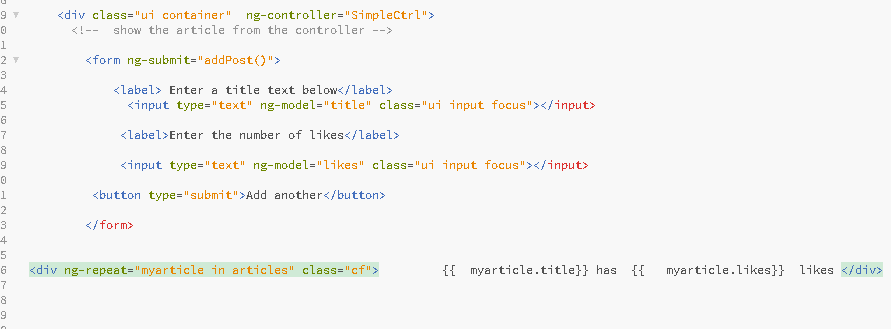 9 <div class="ui container" ng-controller="SimpleCtrl">
0 <!-- show the article from the controller -->
1
2 <form ng-submit="addPost()">
3
4 <label> Enter a title text below</label>
5 <input type="text" ng-model="title" class="ui input focus"></input>
6
7 <label>Enter the number of likes</label>
8
9 <input type="text" ng-model="likes" class="ui input focus"></input>
0
1 <button type="submit">Add another</button>
2
3 </form>
4
5
6 <div ng-repeat="myarticle in articles" class="cf"> {{ myarticle.title}} has {{ myarticle.likes}} likes </div>
7
8
9